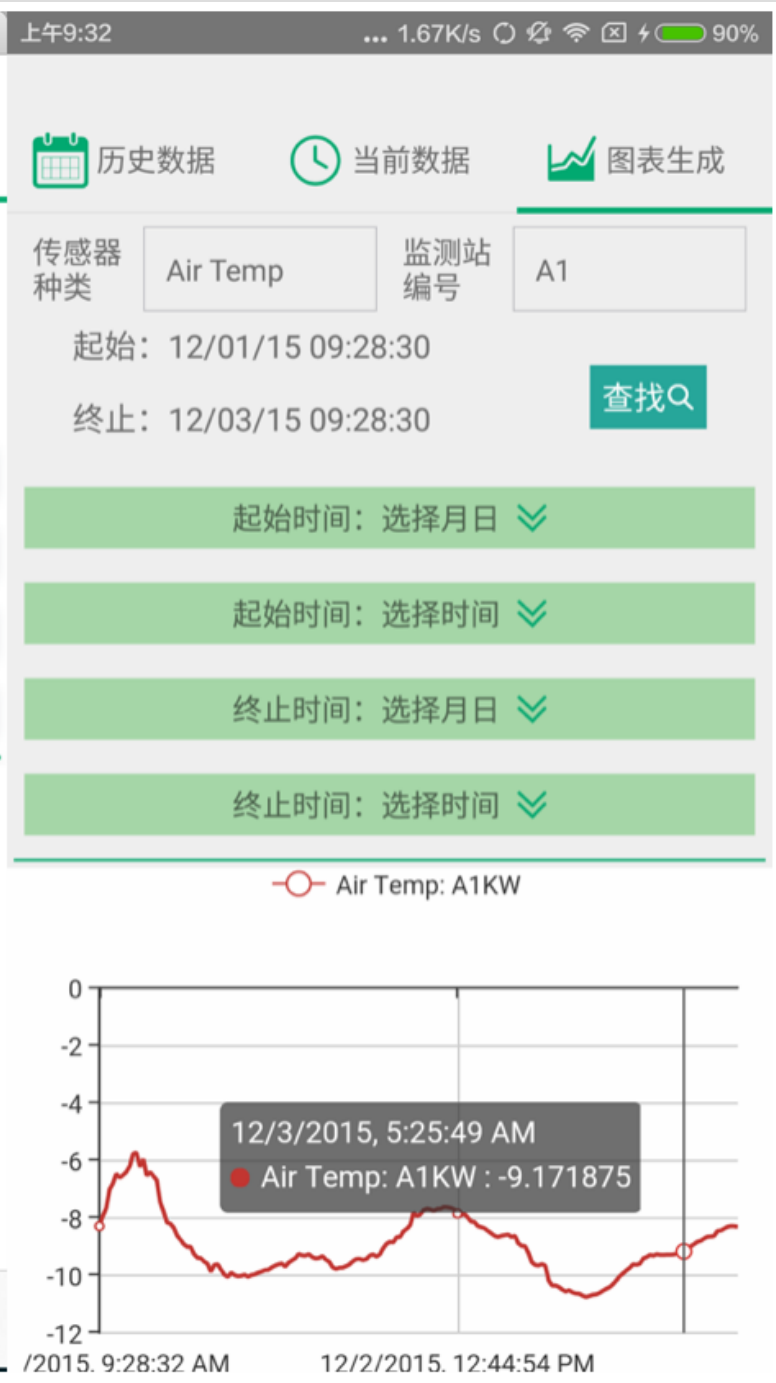 上午9:32 ... 1.67K/s 90%
历史数据 当前数据 图表生成
传感器种类 Air Temp 监测站编号 A1
起始：12/01/15 09:28:30
终止：12/03/15 09:28:30
查找
起始时间：选择月日
起始时间：选择时间
终止时间：选择月日
终止时间：选择时间
Air Temp: A1KW
0
-2
-4
12/3/2015, 5:25:49 AM
-6
Air Temp: A1KW : -9.171875
-8
-10
-12
/2015, 9:28:32 AM 12/2/2015, 12:44:54 PM